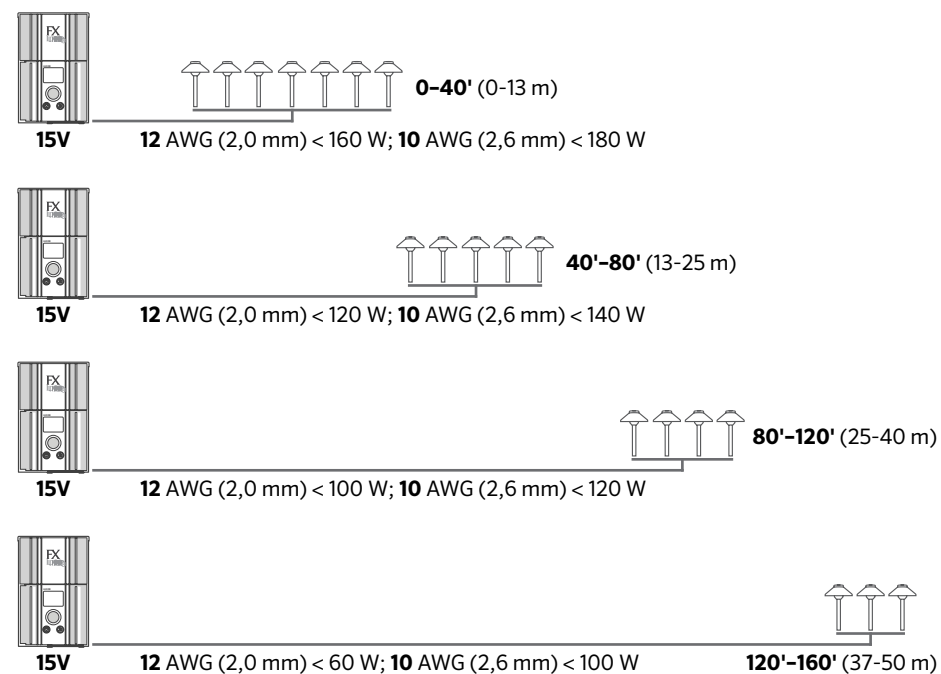 FX
0–40' (0-13 m)
15V
12 AWG (2,0 mm) < 160 W; 10 AWG (2,6 mm) < 180 W
FX
40'–80' (13-25 m)
15V
12 AWG (2,0 mm) < 120 W; 10 AWG (2,6 mm) < 140 W
FX
80'–120' (25-40 m)
15V
12 AWG (2,0 mm) < 100 W; 10 AWG (2,6 mm) < 120 W
FX
15V
12 AWG (2,0 mm) < 60 W; 10 AWG (2,6 mm) < 100 W
120'–160' (37-50 m)